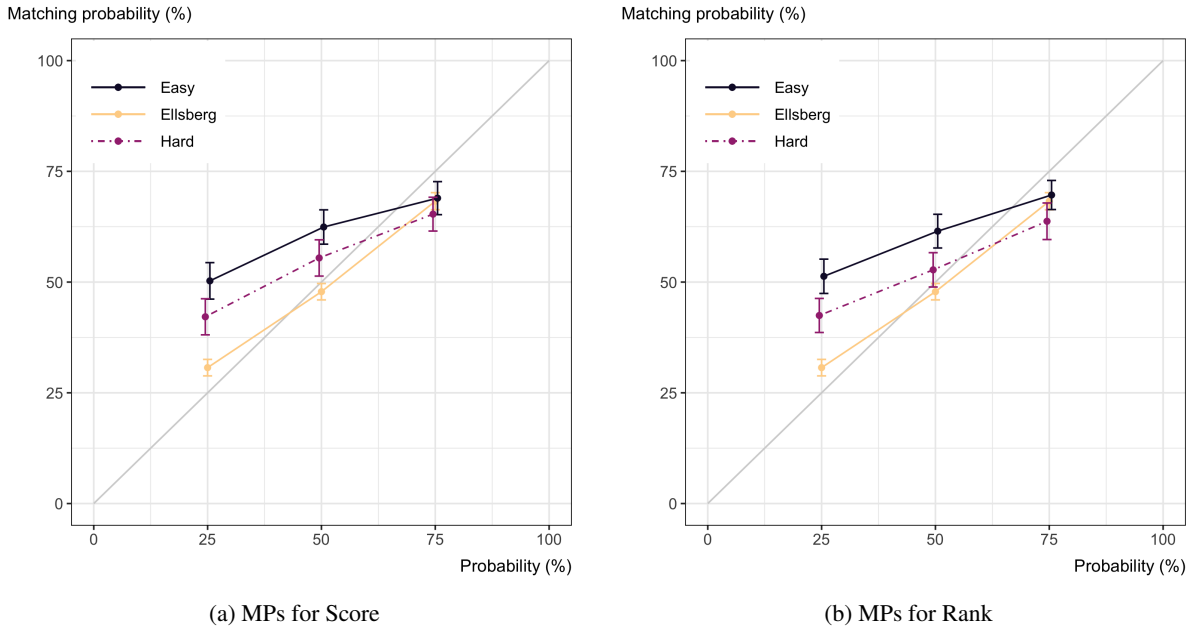 Matching probability (%)
100
75
50
25
0
Easy
Ellsberg
Hard
0 25 50 75 100
Probability (%)
(a) MPs for Score
Matching probability (%)
100
75
50
25
0
Easy
Ellsberg
Hard
0 25 50 75 100
Probability (%)
(b) MPs for Rank